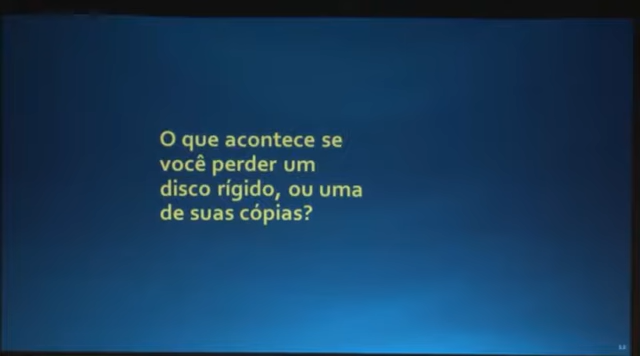 O que acontece se
você perder um
disco rígido, ou uma
de suas cópias?